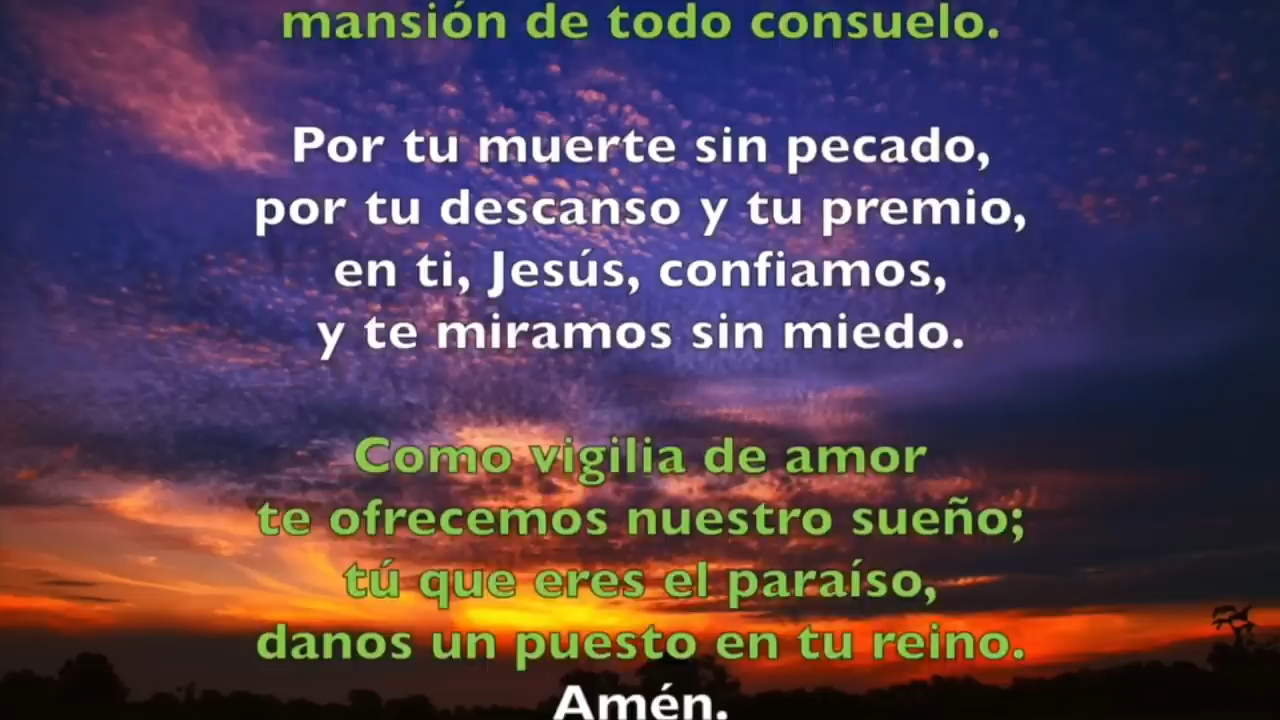 mansión de todo consuelo.
Por tu muerte sin pecado,
por tu descanso y tu premio,
en ti, Jesús, confiamos,
y te miramos sin miedo.
Como vigilia de amor
te ofrecemos nuestro sueño;
tú que eres el paraíso,
danos un puesto en tu reino.
Amén.